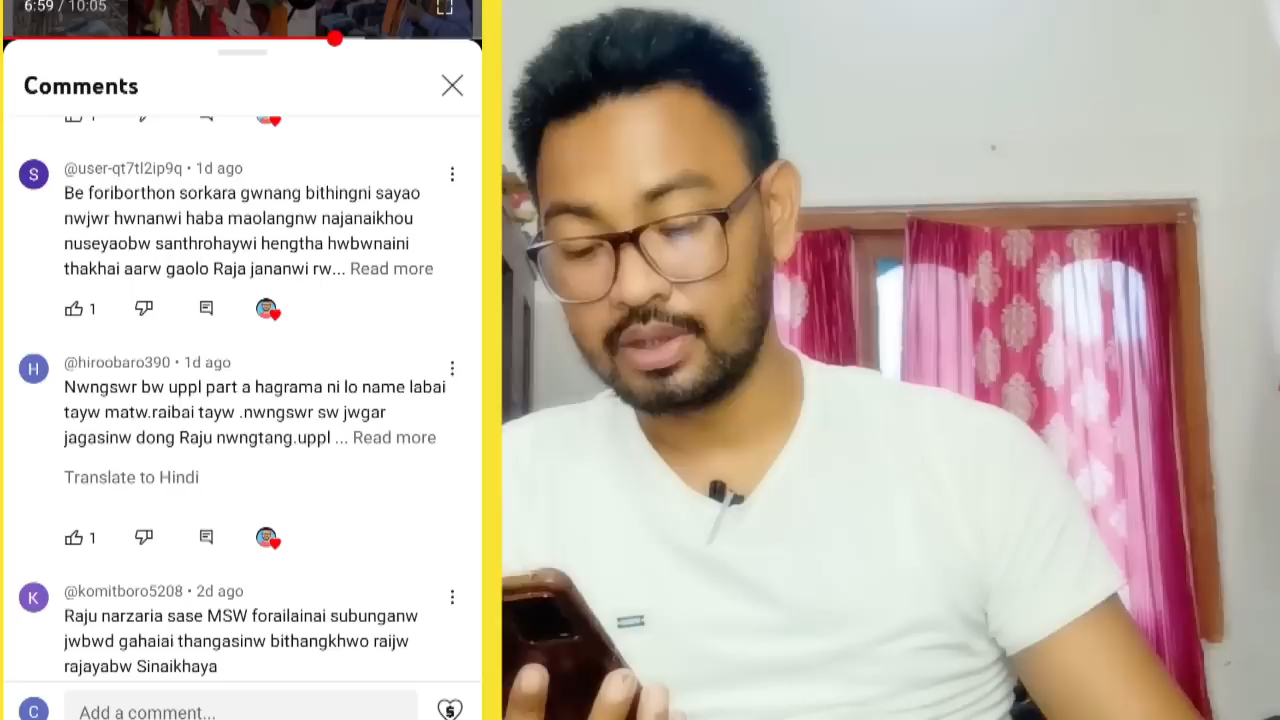 6:59 / 10:05
Comments
1
@user-qt7tl2ip9q • 1d ago
Be foriborthon sorkara gwnang bithingni sayao
nwjwr hwnanwi haba maolangnw najanaikhou
nuseyaobw santhrohaywi hengtha hwbwnaini
thakhai aarw gaolo Raja jananwi rw... Read more
1
@hiroobaro390 • 1d ago
Nwngswr bw uppl part a hagrama ni lo name labai
tayw matw.raibai tayw .nwngswr sw jwgar
jagasinw dong Raju nwngtang.uppl ... Read more
Translate to Hindi
1
@komitboro5208 • 2d ago
Raju narzaria sase MSW forailainai subunganw
jwbwd gahaiai thangasinw bithangkhwo raijw
rajayabw Sinaikhaya
Add a comment...
S
H
K
C